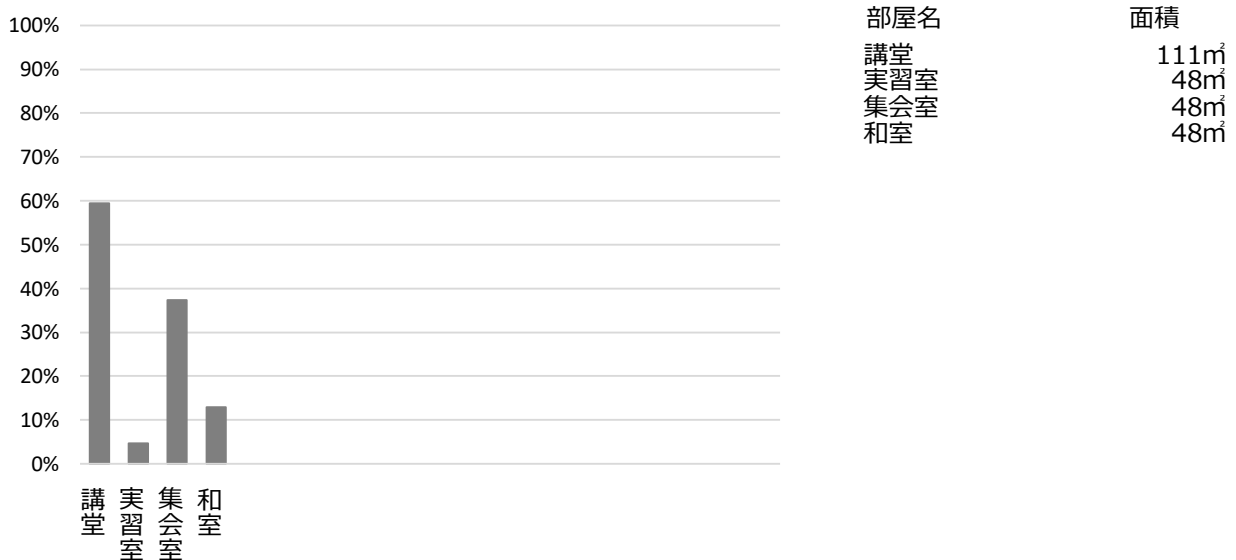 100%
90%
80%
70%
60%
50%
40%
30%
20%
10%
0%
講堂
実習室
集会室
和室
部屋名 面積
講堂 111㎡
実習室 48㎡
集会室 48㎡
和室 48㎡